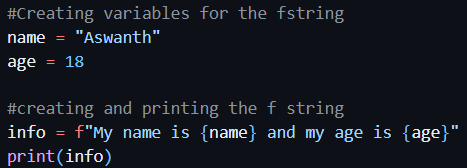 #Creating variables for the fstring
name = "Aswanth"
age = 18
#creating and printing the f string
info = f"My name is {name} and my age is {age}"
print(info)